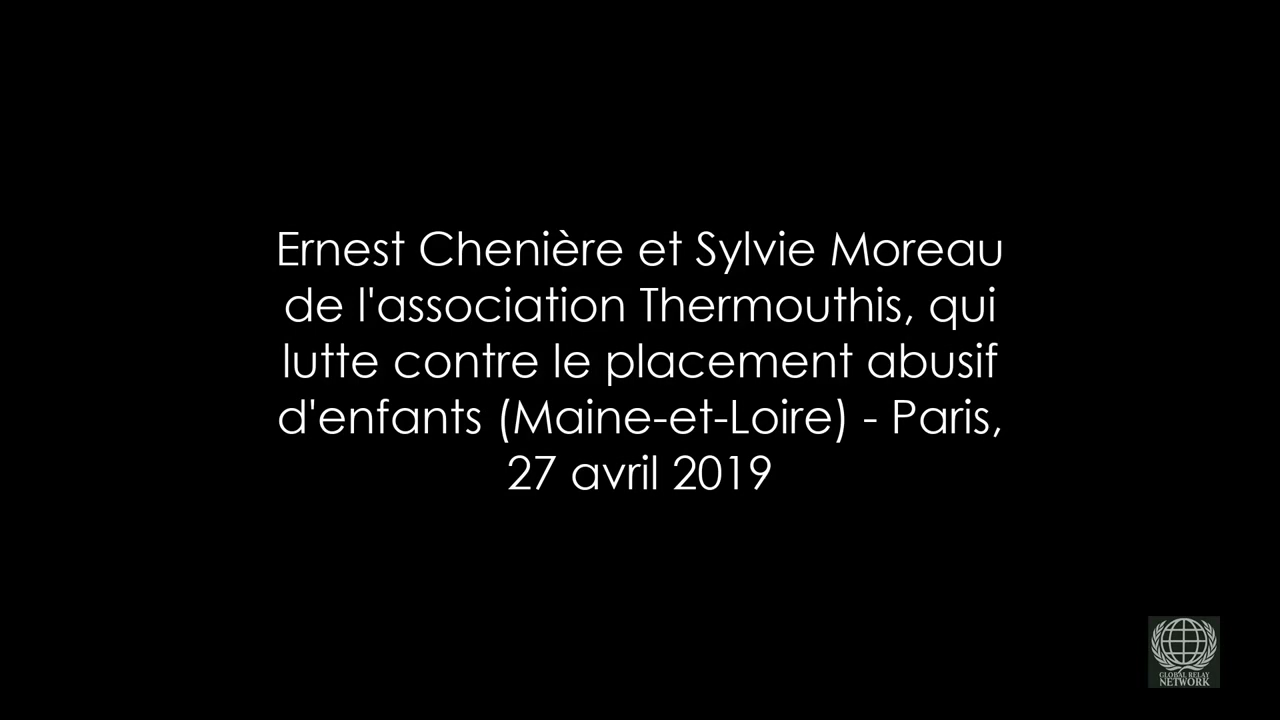 Ernest Chenière et Sylvie Moreau
de l'association Thermouthis, qui
lutte contre le placement abusif
d'enfants (Maine-et-Loire) - Paris,
27 avril 2019
GLOBAL RELAY
NETWORK